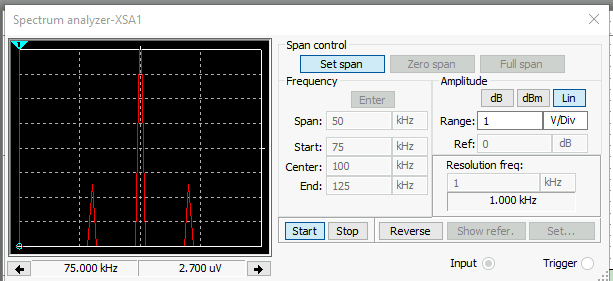 Spectrum analyzer-XSA1
1
Span control
Set span Zero span Full span
Frequency
Enter
Span: 50 kHz
Start: 75 kHz
Center: 100 kHz
End: 125 kHz
Amplitude
dB dBm Lin
Range: 1 V/Div
Ref: 0 dB
Resolution freq:
1 kHz
1.000 kHz
Start Stop Reverse Show refer. Set...
75.000 kHz 2.700 uV
Input Trigger